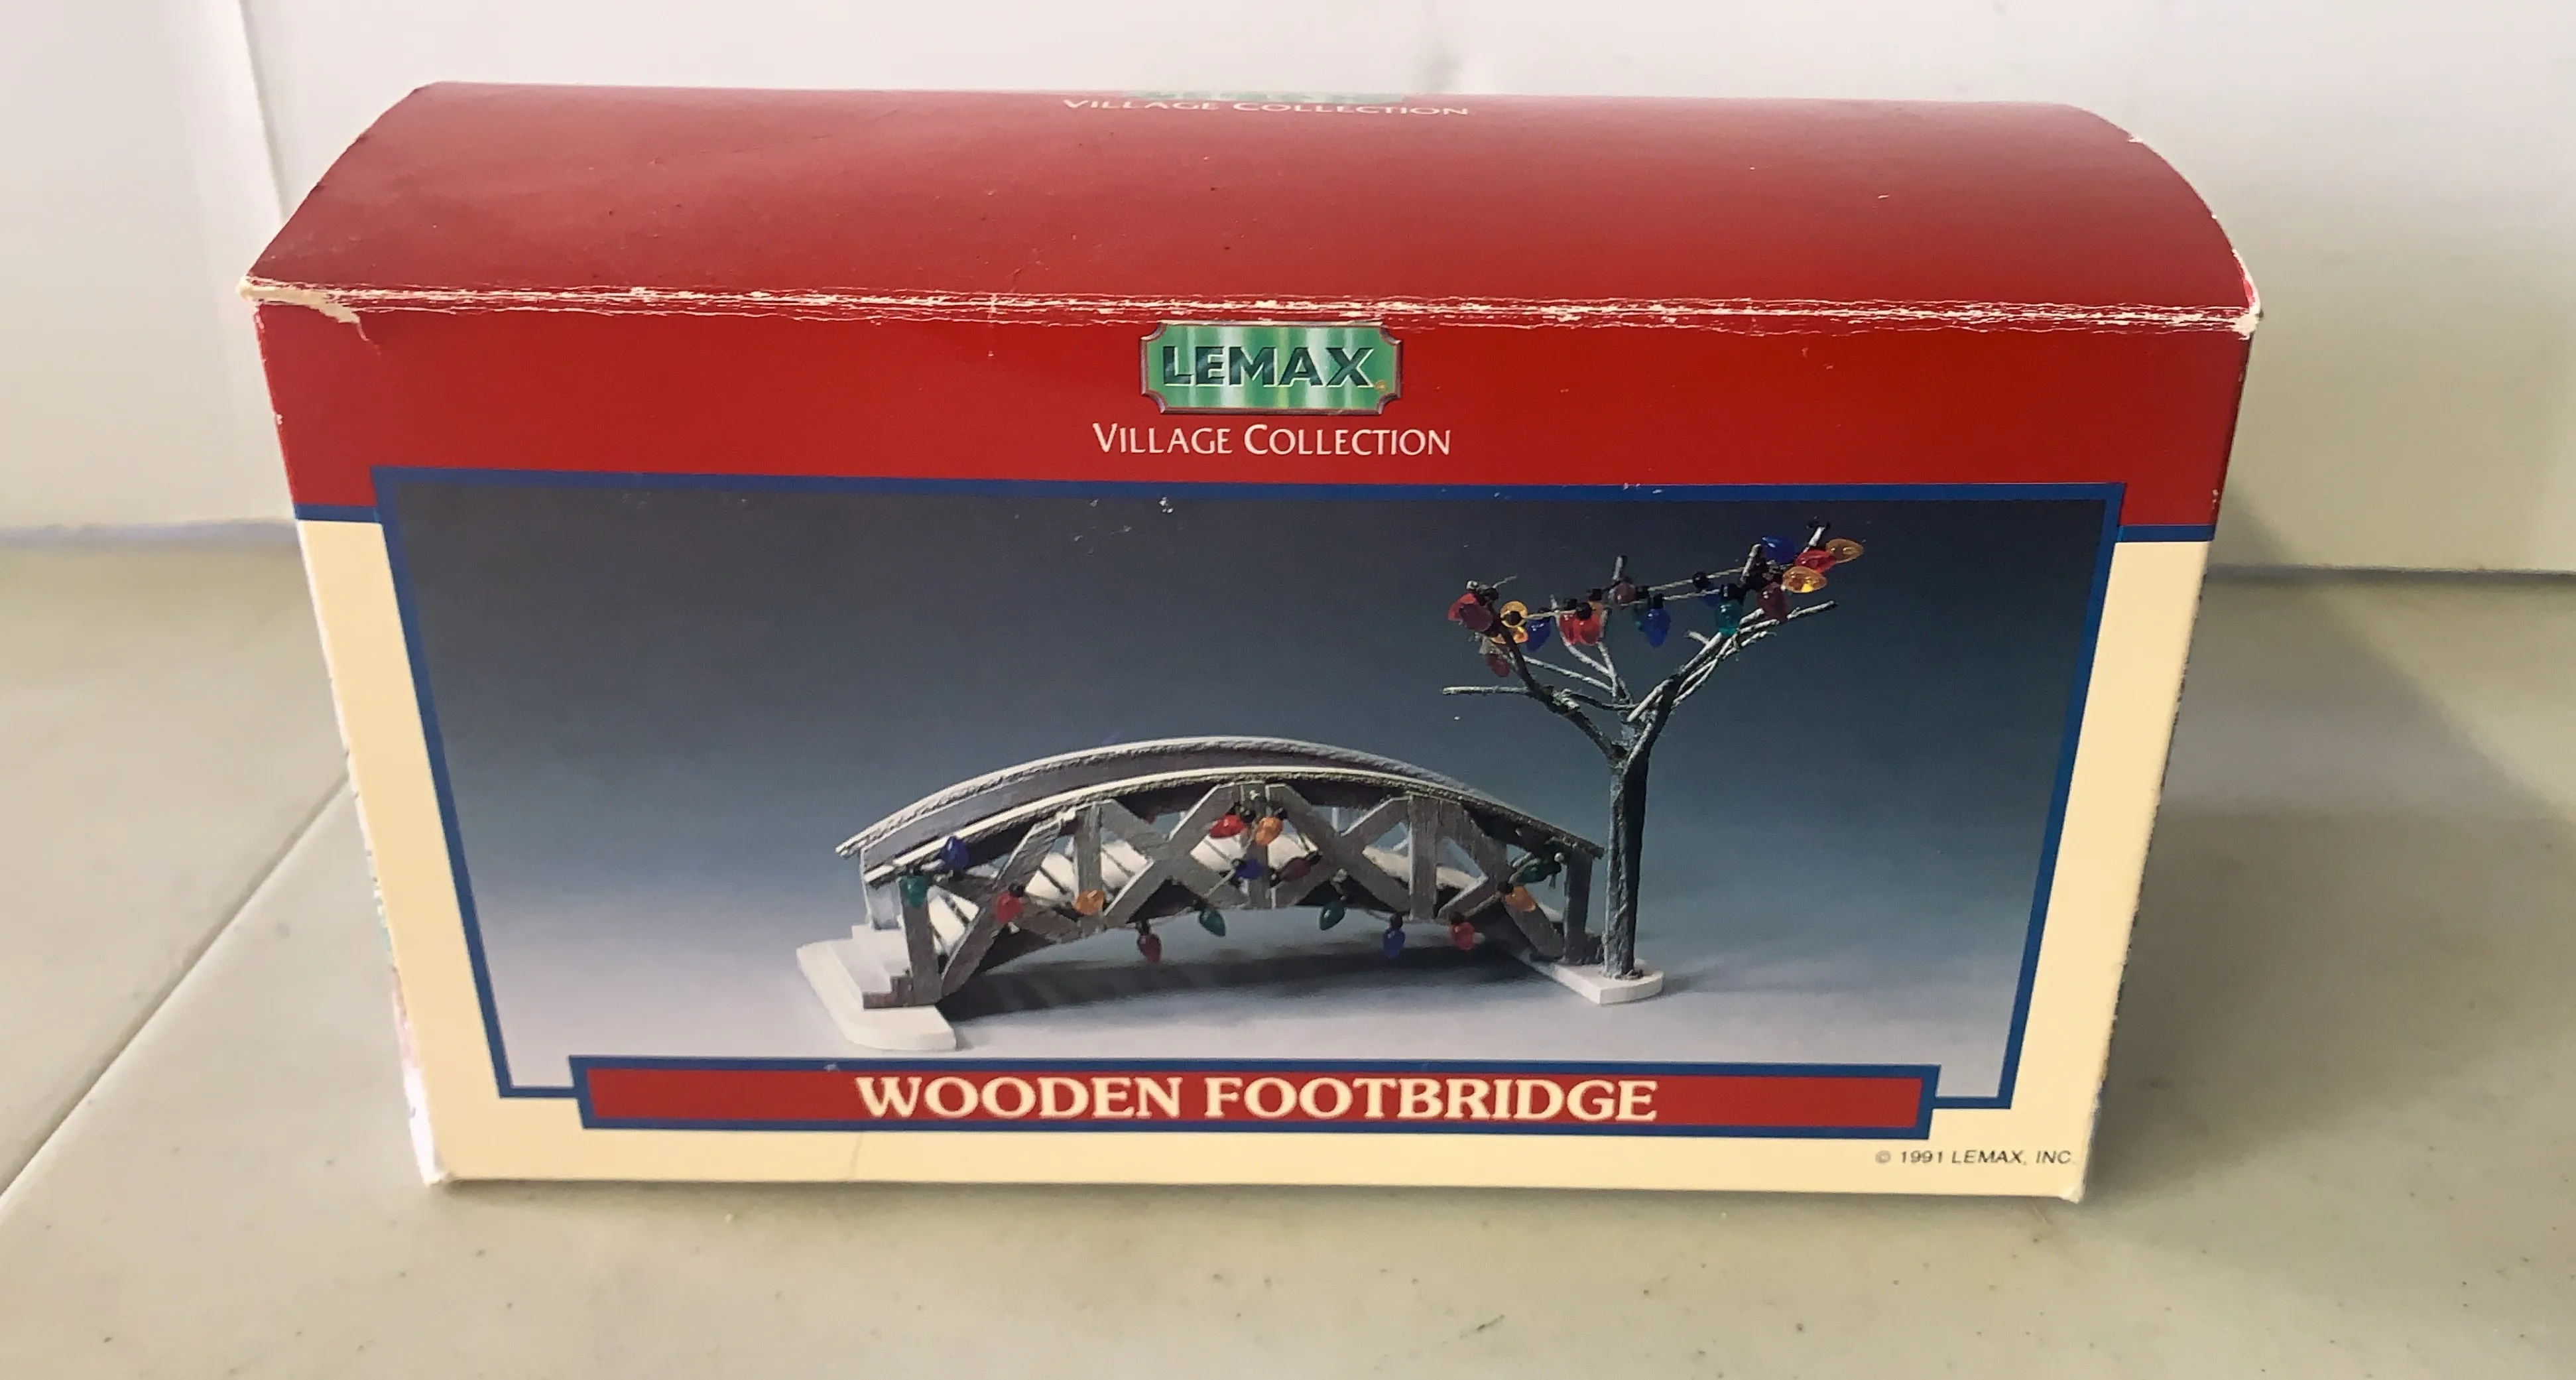 VILLAGE COLLECTION
LEMAX
VILLAGE COLLECTION
WOODEN FOOTBRIDGE
© 1991 LEMAX, INC.